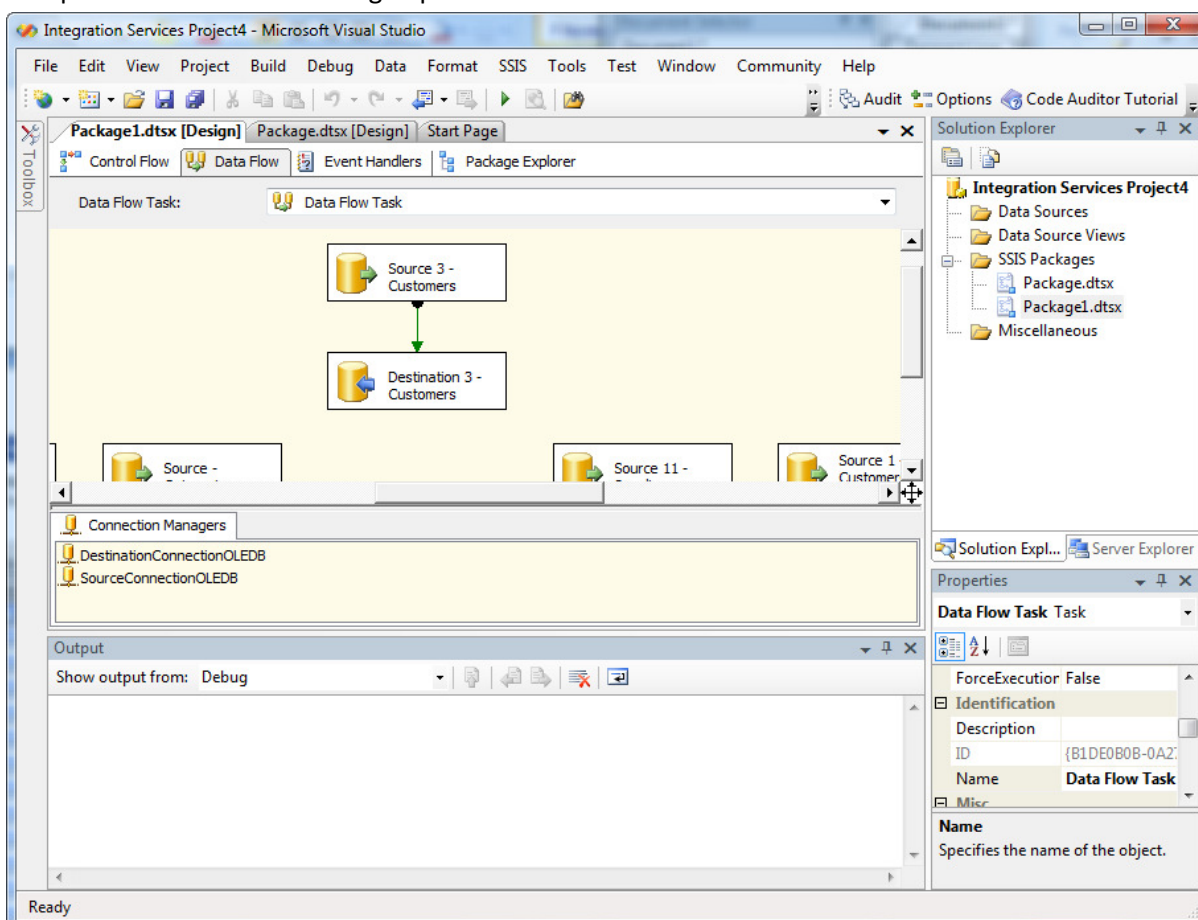 Integration Services Project4 - Microsoft Visual Studio
File Edit View Project Build Debug Data Format SSIS Tools Test Window Community Help
Audit Options Code Auditor Tutorial
Toolbox
Package1.dtsx [Design] Package.dtsx [Design] Start Page
Control Flow Data Flow Event Handlers Package Explorer
Data Flow Task: Data Flow Task
Source 3 -
Customers
Destination 3 -
Customers
Source -
Source 11 -
Source 1
Customer
Connection Managers
DestinationConnectionOLEDB
SourceConnectionOLEDB
Output
Show output from: Debug
Solution Explorer
Integration Services Project4
Data Sources
Data Source Views
SSIS Packages
Package.dtsx
Package1.dtsx
Miscellaneous
Solution Expl... Server Explorer
Properties
Data Flow Task Task
ForceExecution False
Identification
Description
ID {B1DE0B0B-0A2
Name Data Flow Task
Misc
Name
Specifies the name of the object.
Ready